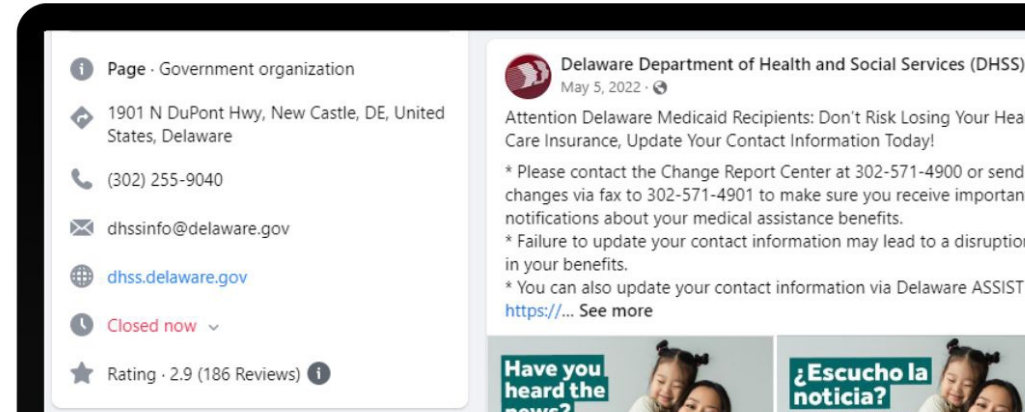 Page · Government organization
1901 N DuPont Hwy, New Castle, DE, United
States, Delaware
(302) 255-9040
dhssinfo@delaware.gov
dhss.delaware.gov
Closed now
Rating · 2.9 (186 Reviews)
Delaware Department of Health and Social Services (DHSS)
May 5, 2022 ·
Attention Delaware Medicaid Recipients: Don't Risk Losing Your Hea
Care Insurance, Update Your Contact Information Today!
* Please contact the Change Report Center at 302-571-4900 or send
changes via fax to 302-571-4901 to make sure you receive importan
notifications about your medical assistance benefits.
* Failure to update your contact information may lead to a disruption
in your benefits.
* You can also update your contact information via Delaware ASSIST
https://... See more
Have you
heard the
news?
¿Escucho la
noticia?